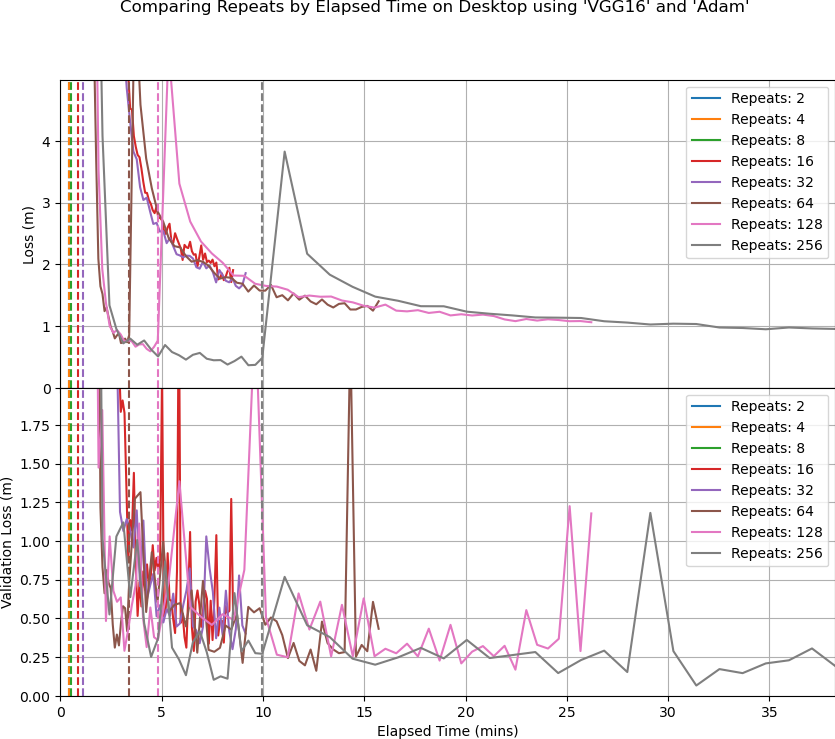 Comparing Repeats by Elapsed Time on Desktop using 'VGG16' and 'Adam'
Loss (m)
4
3
2
1
0
Repeats: 2
Repeats: 4
Repeats: 8
Repeats: 16
Repeats: 32
Repeats: 64
Repeats: 128
Repeats: 256
Validation Loss (m)
1.75
1.50
1.25
1.00
0.75
0.50
0.25
0.00
Repeats: 2
Repeats: 4
Repeats: 8
Repeats: 16
Repeats: 32
Repeats: 64
Repeats: 128
Repeats: 256
0 5 10 15 20 25 30 35
Elapsed Time (mins)